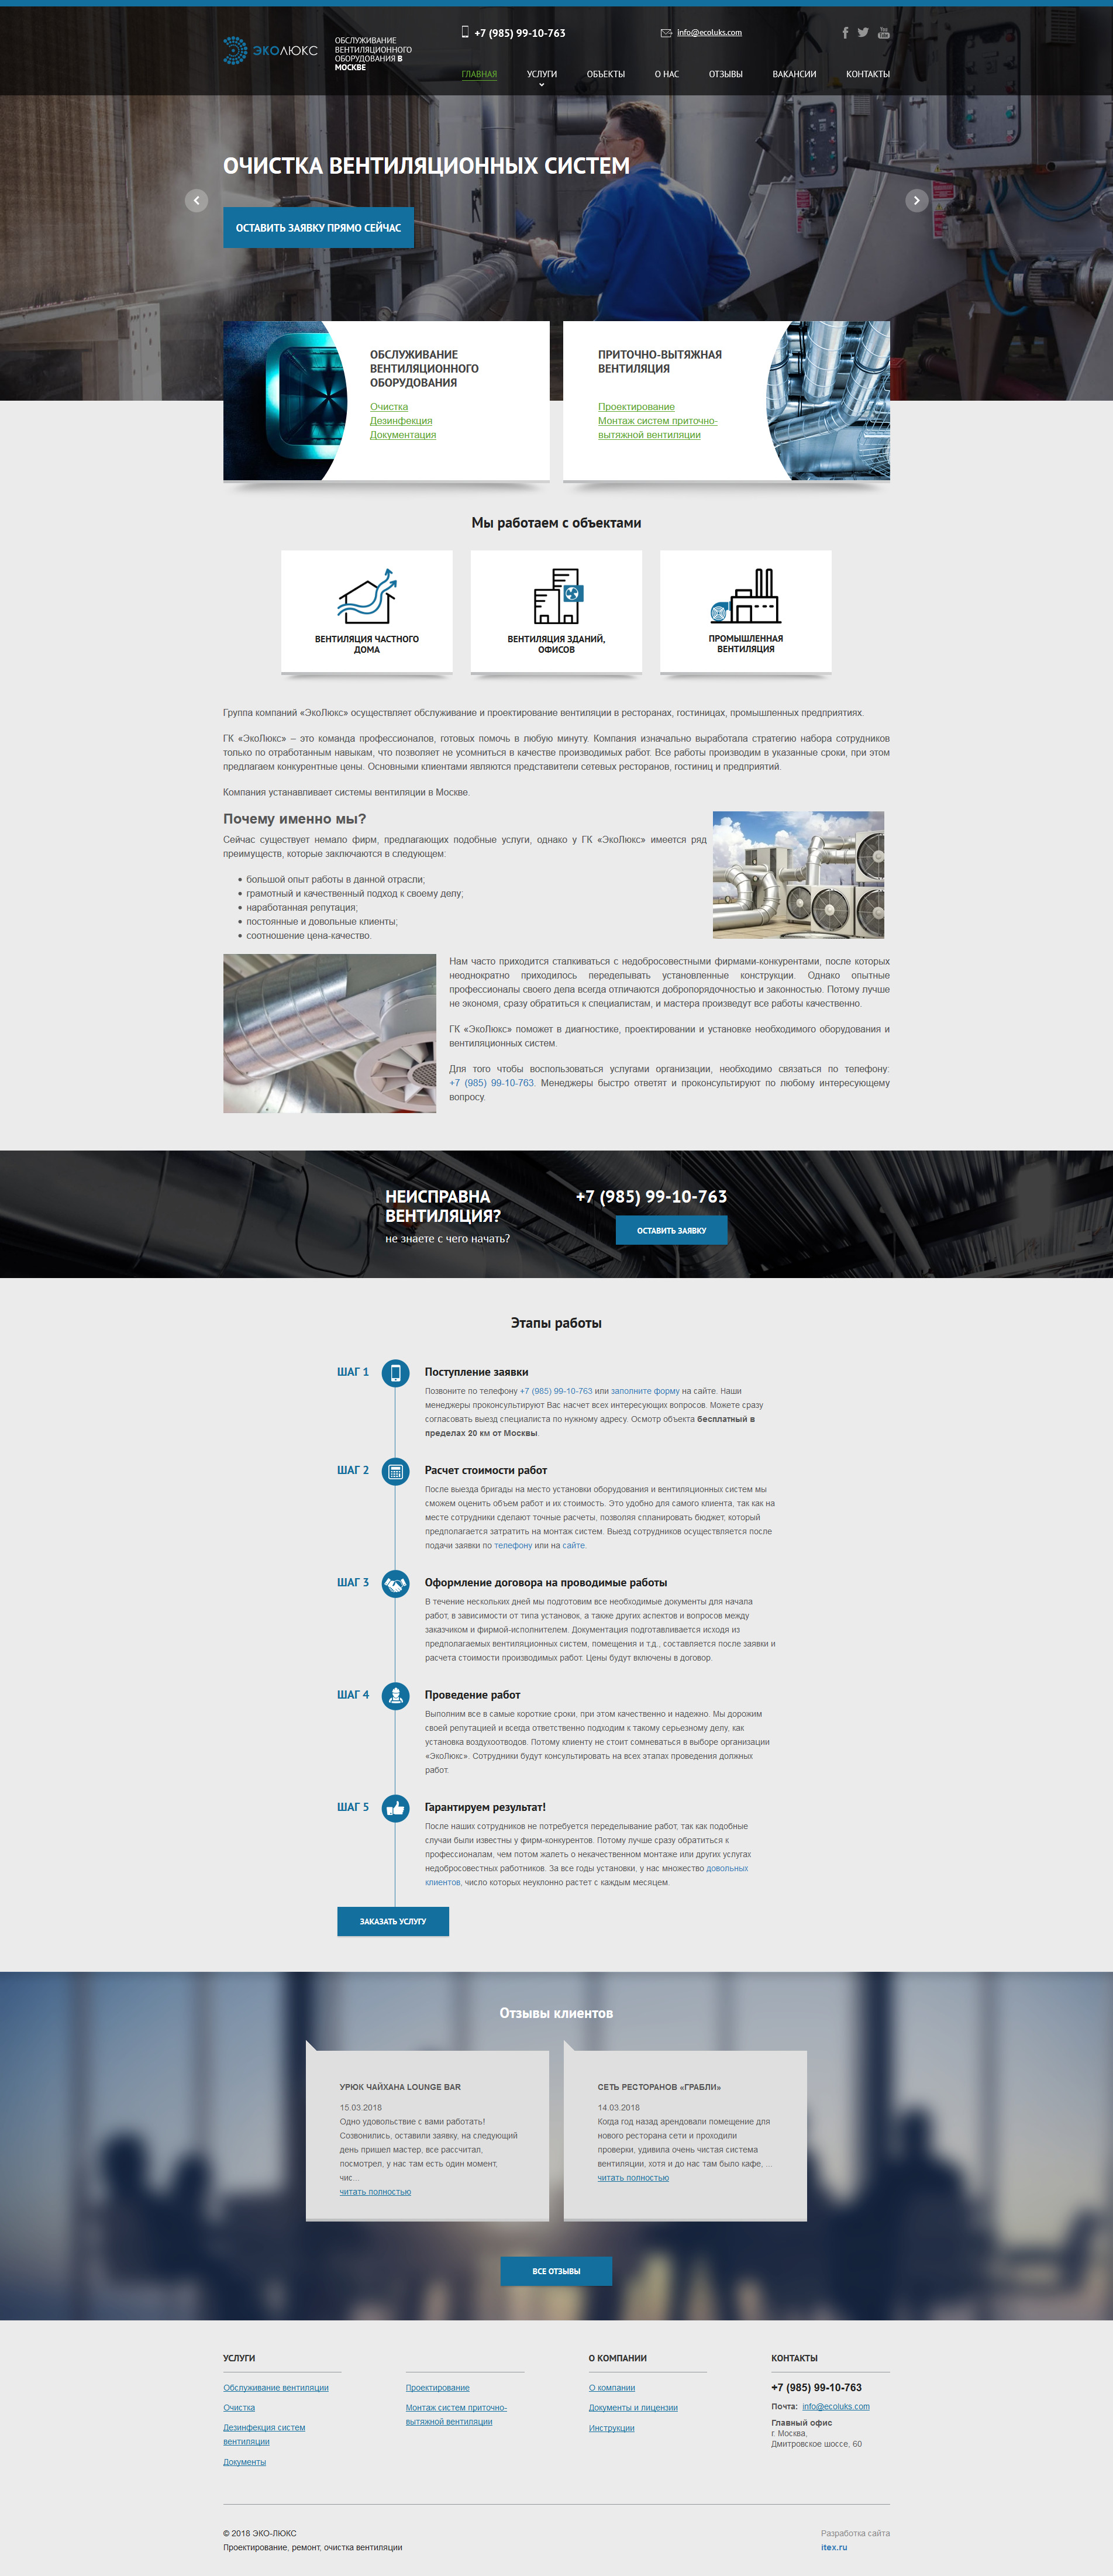 ЭКОЛЮКС
ОБСЛУЖИВАНИЕ
ВЕНТИЛЯЦИОННОГО
ОБОРУДОВАНИЯ В
МОСКВЕ
+7 (985) 99-10-763
info@ecoluks.com
ГЛАВНАЯ УСЛУГИ ОБЪЕКТЫ О НАС ОТЗЫВЫ ВАКАНСИИ КОНТАКТЫ
ОЧИСТКА ВЕНТИЛЯЦИОННЫХ СИСТЕМ
ОСТАВИТЬ ЗАЯВКУ ПРЯМО СЕЙЧАС
ОБСЛУЖИВАНИЕ
ВЕНТИЛЯЦИОННОГО
ОБОРУДОВАНИЯ
Очистка
Дезинфекция
Документация
ПРИТОЧНО-ВЫТЯЖНАЯ
ВЕНТИЛЯЦИЯ
Проектирование
Монтаж систем приточно-
вытяжной вентиляции
Мы работаем с объектами
ВЕНТИЛЯЦИЯ ЧАСТНОГО
ДОМА
ВЕНТИЛЯЦИЯ ЗДАНИЙ,
ОФИСОВ
ПРОМЫШЛЕННАЯ
ВЕНТИЛЯЦИЯ
Группа компаний «ЭкоЛюкс» осуществляет обслуживание и проектирование вентиляции в ресторанах, гостиницах, промышленных предприятиях.
ГК «ЭкоЛюкс» – это команда профессионалов, готовых помочь в любую минуту. Компания изначально выработала стратегию набора сотрудников
только по отработанным навыкам, что позволяет не усомниться в качестве производимых работ. Все работы производим в указанные сроки, при этом
предлагаем конкурентные цены. Основными клиентами являются представители сетевых ресторанов, гостиниц и предприятий.
Компания устанавливает системы вентиляции в Москве.
Почему именно мы?
Сейчас существует немало фирм, предлагающих подобные услуги, однако у ГК «ЭкоЛюкс» имеется ряд
преимуществ, которые заключаются в следующем:
• большой опыт работы в данной отрасли;
• грамотный и качественный подход к своему делу;
• наработанная репутация;
• постоянные и довольные клиенты;
• соотношение цена-качество.
Нам часто приходится сталкиваться с недобросовестными фирмами-конкурентами, после которых
неоднократно приходилось переделывать установленные конструкции. Однако опытные
профессионалы своего дела всегда отличаются добропорядочностью и законностью. Потому лучше
не экономя, сразу обратиться к специалистам, и мастера произведут все работы качественно.
ГК «ЭкоЛюкс» поможет в диагностике, проектировании и установке необходимого оборудования и
вентиляционных систем.
Для того чтобы воспользоваться услугами организации, необходимо связаться по телефону:
+7 (985) 99-10-763. Менеджеры быстро ответят и проконсультируют по любому интересующему
вопросу.
НЕИСПРАВНА
ВЕНТИЛЯЦИЯ?
не знаете с чего начать?
+7 (985) 99-10-763
ОСТАВИТЬ ЗАЯВКУ
Этапы работы
ШАГ 1
Поступление заявки
Позвоните по телефону +7 (985) 99-10-763 или заполните форму на сайте. Наши
менеджеры проконсультируют Вас насчет всех интересующих вопросов. Можете сразу
согласовать выезд специалиста по нужному адресу. Осмотр объекта бесплатный в
пределах 20 км от Москвы.
ШАГ 2
Расчет стоимости работ
После выезда бригады на место установки оборудования и вентиляционных систем мы
сможем оценить объем работ и их стоимость. Это удобно для самого клиента, так как на
месте сотрудники сделают точные расчеты, позволяя спланировать бюджет, который
предполагается затратить на монтаж систем. Выезд сотрудников осуществляется после
подачи заявки по телефону или на сайте.
ШАГ 3
Оформление договора на проводимые работы
В течение нескольких дней мы подготовим все необходимые документы для начала
работ, в зависимости от типа установок, а также других аспектов и вопросов между
заказчиком и фирмой-исполнителем. Документация подготавливается исходя из
предполагаемых вентиляционных систем, помещения и т.д., составляется после заявки и
расчета стоимости производимых работ. Цены будут включены в договор.
ШАГ 4
Проведение работ
Выполним все в самые короткие сроки, при этом качественно и надежно. Мы дорожим
своей репутацией и всегда ответственно подходим к такому серьезному делу, как
установка воздухоотводов. Потому клиенту не стоит сомневаться в выборе организации
«ЭкоЛюкс». Сотрудники будут консультировать на всех этапах проведения должных
работ.
ШАГ 5
Гарантируем результат!
После наших сотрудников не потребуется переделывание работ, так как подобные
случаи были известны у фирм-конкурентов. Потому лучше сразу обратиться к
профессионалам, чем потом жалеть о некачественном монтаже или других услугах
недобросовестных работников. За все годы установки, у нас множество довольных
клиентов, число которых неуклонно растет с каждым месяцем.
ЗАКАЗАТЬ УСЛУГУ
Отзывы клиентов
УРЮК ЧАЙХАНА LOUNGE BAR
15.03.2018
Одно удовольствие с вами работать!
Созвонились, оставили заявку, на следующий
день пришел мастер, все рассчитал,
посмотрел, у нас там есть один момент,
чис...
читать полностью
СЕТЬ РЕСТОРАНОВ «ГРАБЛИ»
14.03.2018
Когда год назад арендовали помещение для
нового ресторана сети и проходили
проверки, удивила очень чистая система
вентиляции, хотя и до нас там было кафе, ...
читать полностью
ВСЕ ОТЗЫВЫ
УСЛУГИ
Обслуживание вентиляции
Очистка
Дезинфекция систем
вентиляции
Документы
Проектирование
Монтаж систем приточно-
вытяжной вентиляции
О КОМПАНИИ
О компании
Документы и лицензии
Инструкции
КОНТАКТЫ
+7 (985) 99-10-763
Почта: info@ecoluks.com
Главный офис
г. Москва,
Дмитровское шоссе, 60
© 2018 ЭКО-ЛЮКС
Проектирование, ремонт, очистка вентиляции
Разработка сайта
itex.ru